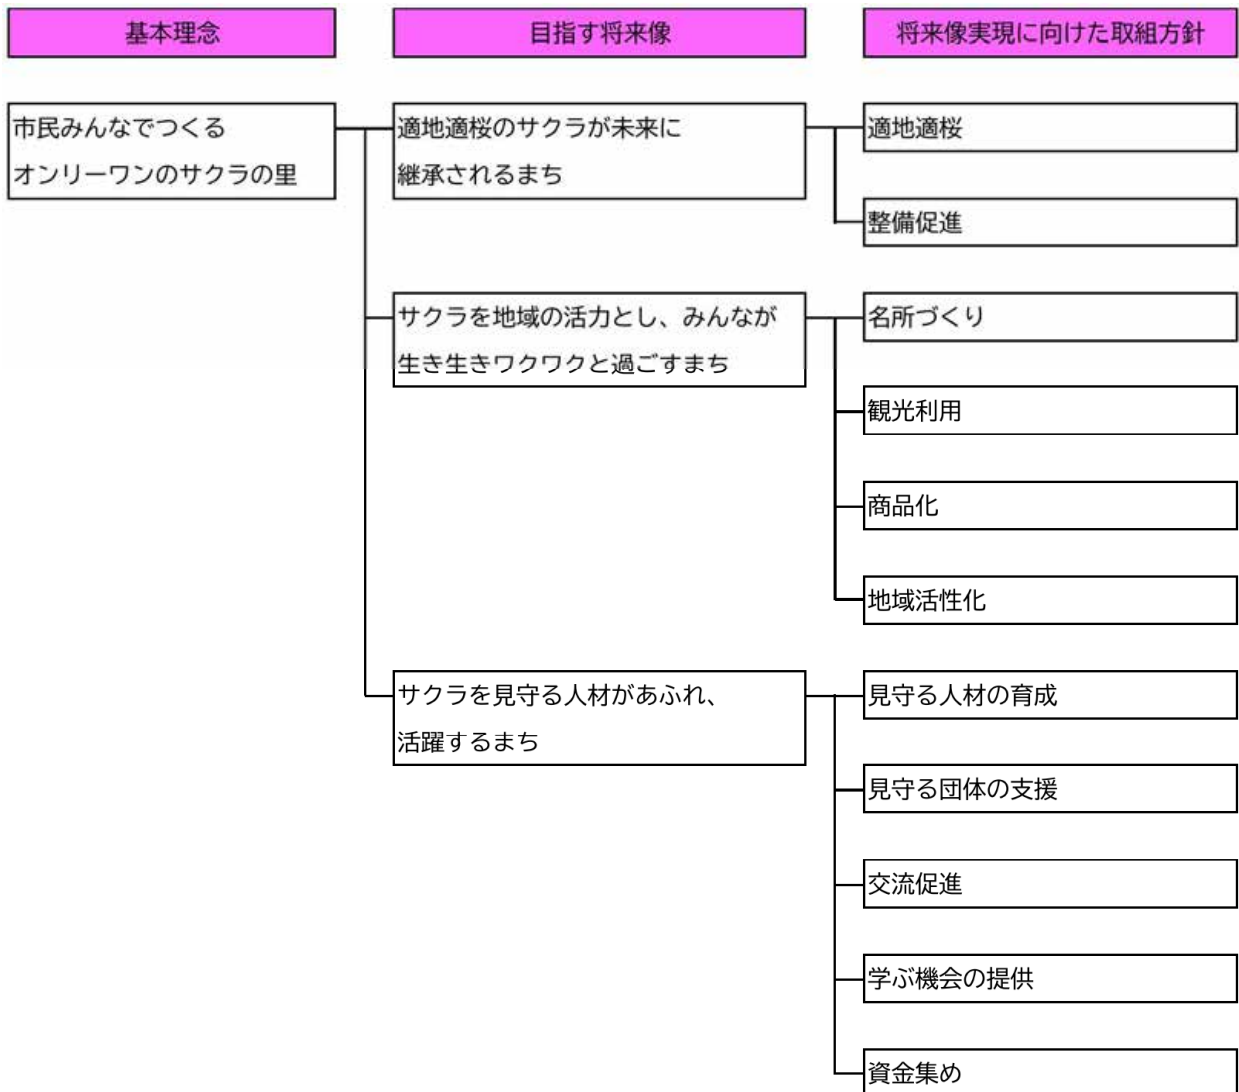 基本理念
目指す将来像
将来像実現に向けた取組方針
市民みんなでつくる
オンリーワンのサクラの里
適地適桜のサクラが未来に
継承されるまち
適地適桜
整備促進
サクラを地域の活力とし、みんなが
生き生きワクワクと過ごすまち
名所づくり
観光利用
商品化
地域活性化
サクラを見守る人材があふれ、
活躍するまち
見守る人材の育成
見守る団体の支援
交流促進
学ぶ機会の提供
資金集め